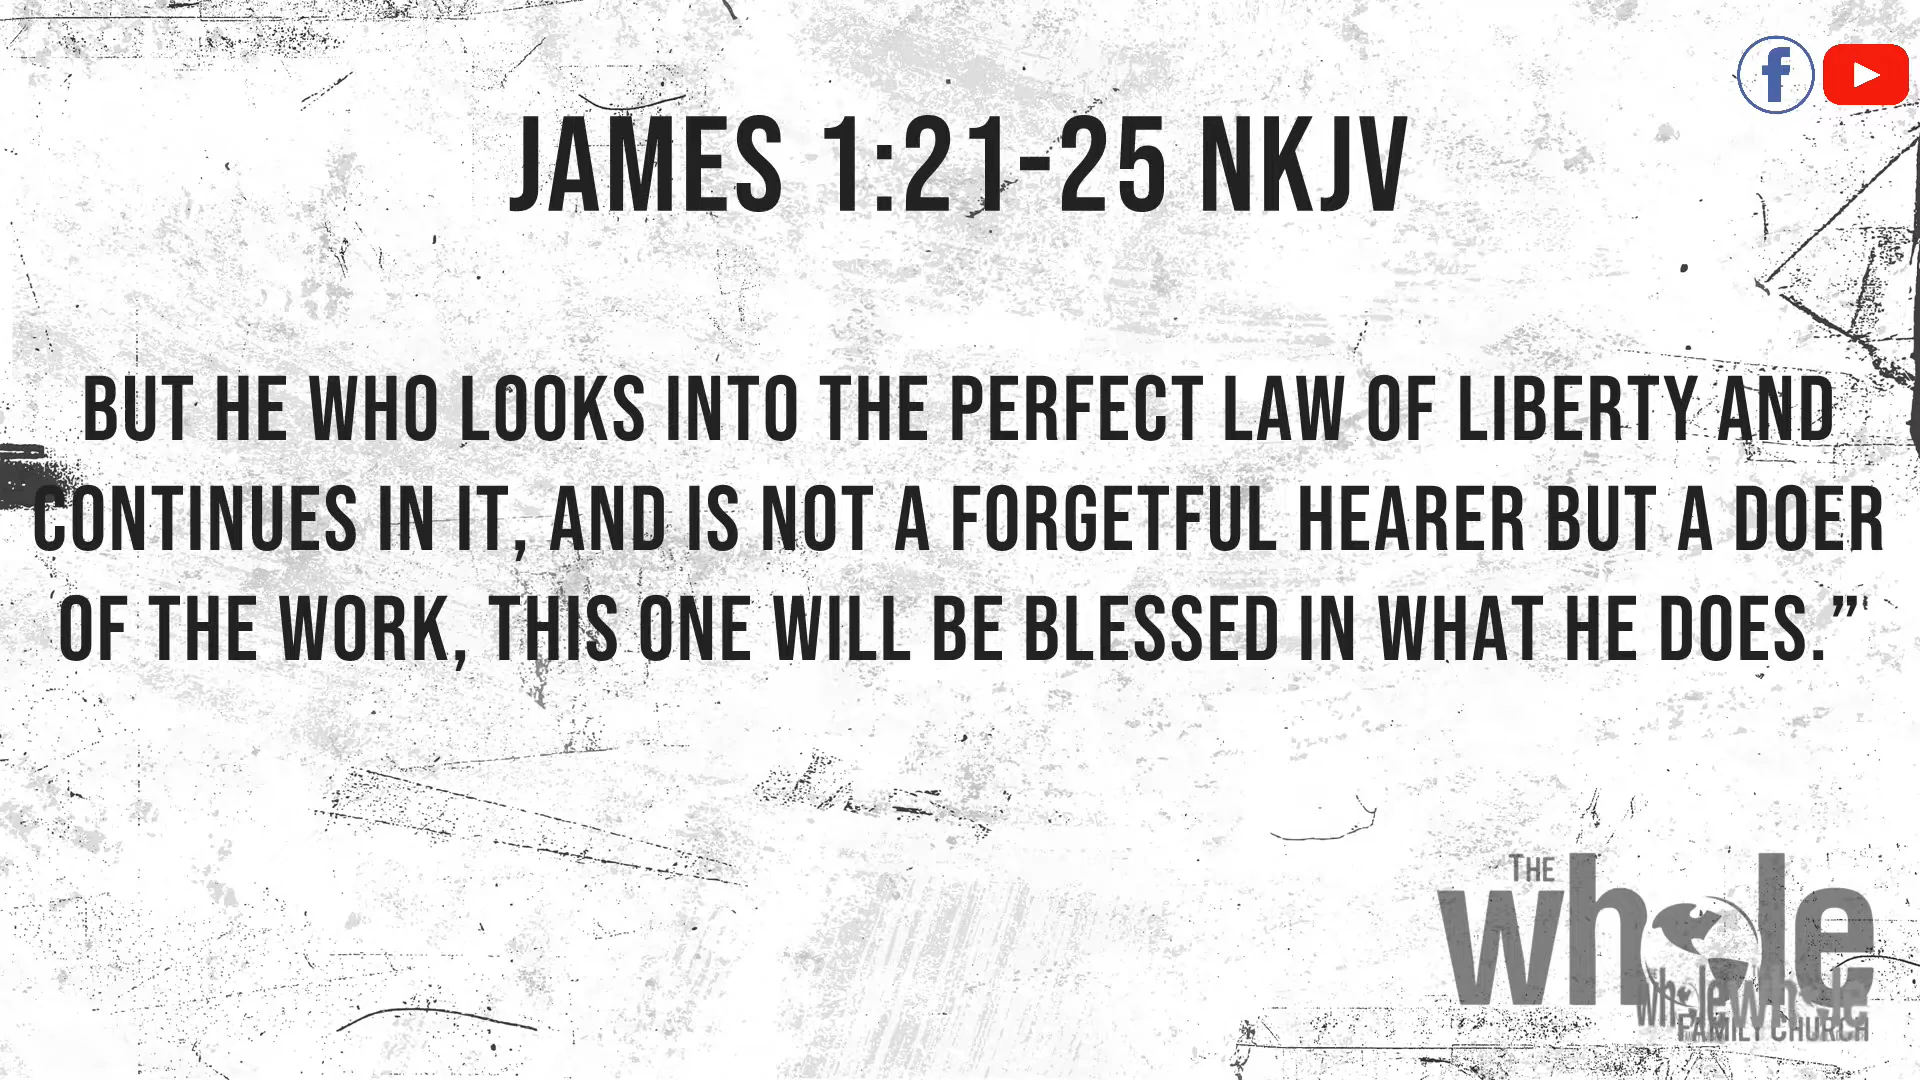 JAMES 1:21-25 NKJV
BUT HE WHO LOOKS INTO THE PERFECT LAW OF LIBERTY AND
CONTINUES IN IT, AND IS NOT A FORGETFUL HEARER BUT A DOER
OF THE WORK, THIS ONE WILL BE BLESSED IN WHAT HE DOES.”
THE
whole
whole whole
FAMILY CHURCH